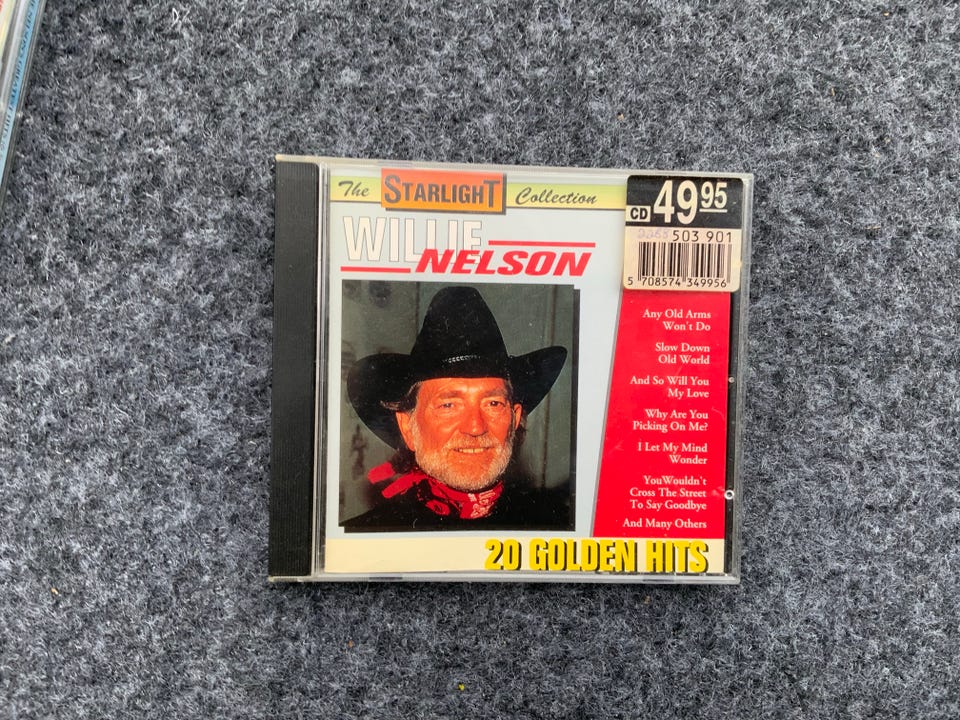 The STARLIGHT Collection
WILLIE
NELSON
CD 49 95
503 901
5 708574 349956
Any Old Arms
Won't Do
Slow Down
Old World
And So Will You
My Love
Why Are You
Picking On Me?
I Let My Mind
Wonder
YouWouldn't
Cross The Street
To Say Goodbye
And Many Others
20 GOLDEN HITS